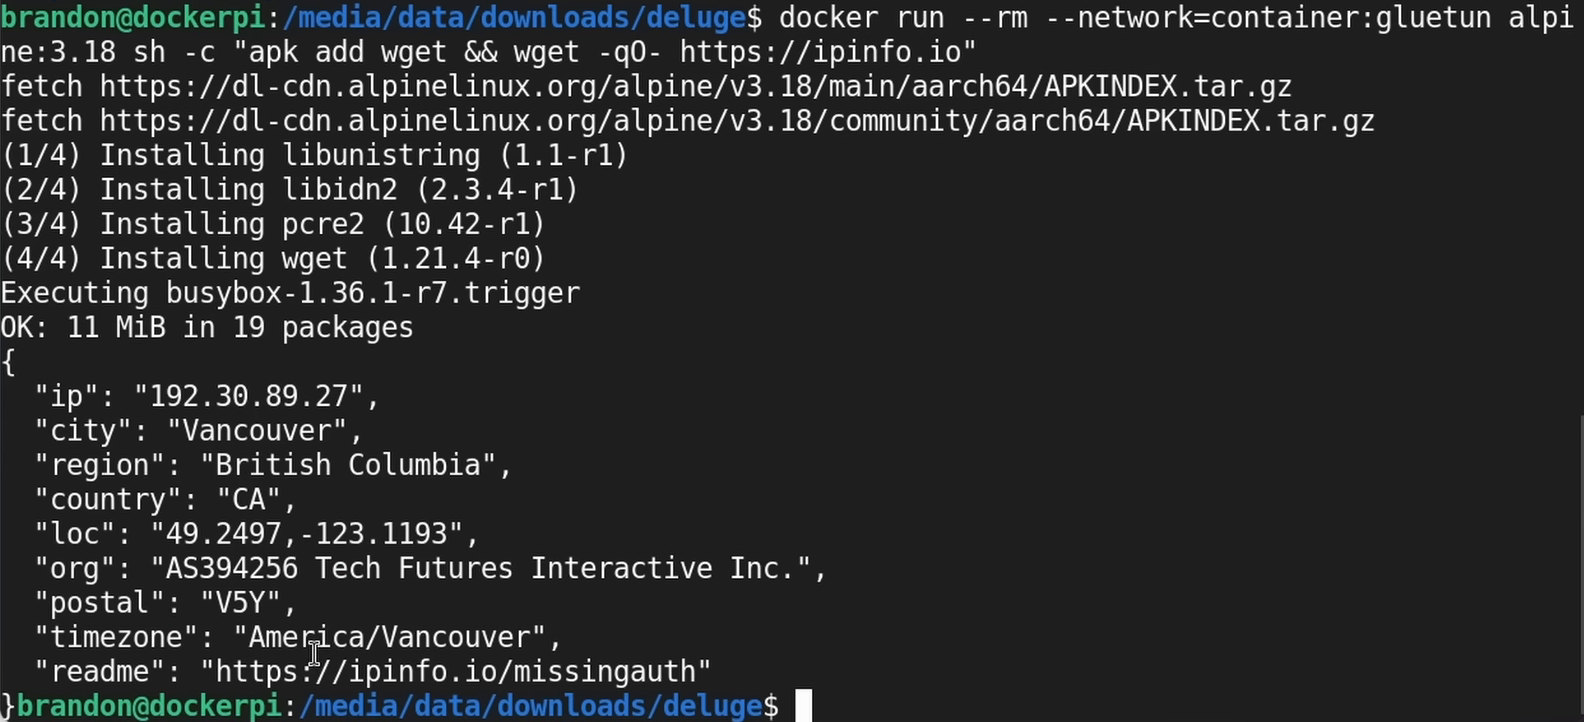 brandon@dockerpi:/media/data/downloads/deluge$ docker run --rm --network=container:gluetun alpi
ne:3.18 sh -c "apk add wget && wget -qO- https://ipinfo.io"
fetch https://dl-cdn.alpinelinux.org/alpine/v3.18/main/aarch64/APKINDEX.tar.gz
fetch https://dl-cdn.alpinelinux.org/alpine/v3.18/community/aarch64/APKINDEX.tar.gz
(1/4) Installing libunistring (1.1-r1)
(2/4) Installing libidn2 (2.3.4-r1)
(3/4) Installing pcre2 (10.42-r1)
(4/4) Installing wget (1.21.4-r0)
Executing busybox-1.36.1-r7.trigger
OK: 11 MiB in 19 packages
{
  "ip": "192.30.89.27",
  "city": "Vancouver",
  "region": "British Columbia",
  "country": "CA",
  "loc": "49.2497,-123.1193",
  "org": "AS394256 Tech Futures Interactive Inc.",
  "postal": "V5Y",
  "timezone": "America/Vancouver",
  "readme": "https://ipinfo.io/missingauth"
}brandon@dockerpi:/media/data/downloads/deluge$